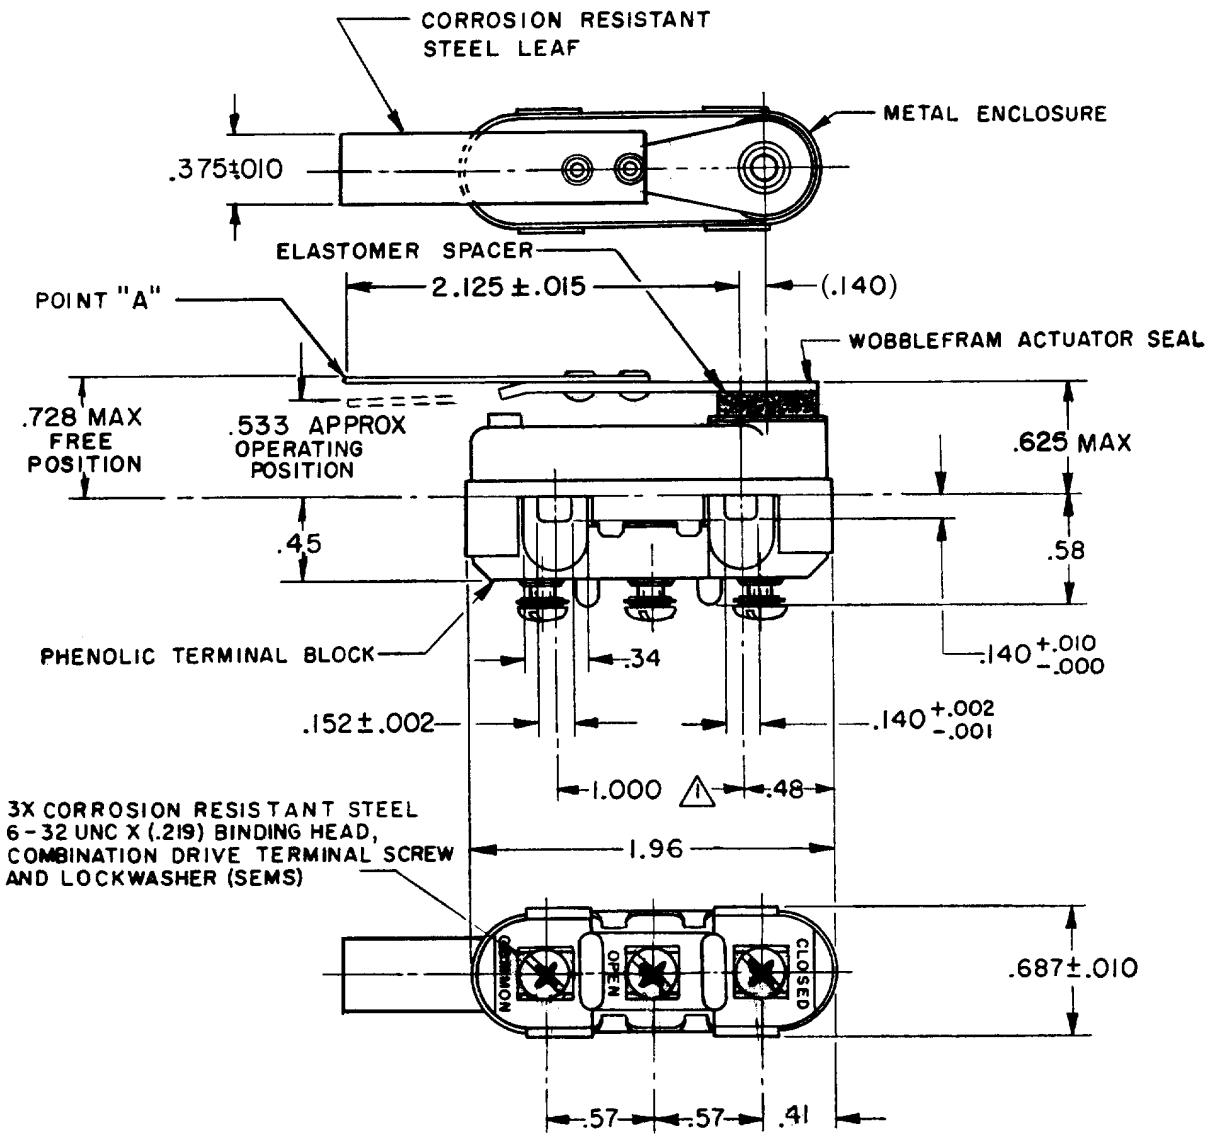 CORROSION RESISTANT
STEEL LEAF
METAL ENCLOSURE
.375±.010
ELASTOMER SPACER
2.125 ±.015
(.140)
POINT "A"
WOBBLEFRAM ACTUATOR SEAL
.728 MAX
FREE
POSITION
.533 APPROX
OPERATING
POSITION
.625 MAX
.45
.58
PHENOLIC TERMINAL BLOCK
.34
.140 +.010
-.000
.152±.002
.140 +.002
-.001
1.000 1 .48
3X CORROSION RESISTANT STEEL
6-32 UNC X (.219) BINDING HEAD,
COMBINATION DRIVE TERMINAL SCREW
AND LOCKWASHER (SEMS)
1.96
COMMON
OPEN
CLOSED
.687±.010
.57
.57
.41